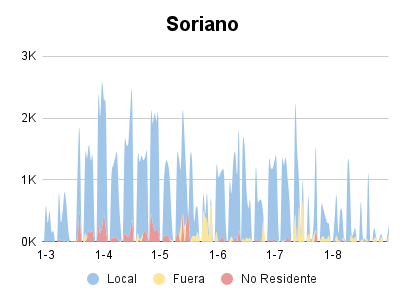 Soriano
3K
2K
1K
0K
1-3 1-4 1-5 1-6 1-7 1-8
Local Fuera No Residente